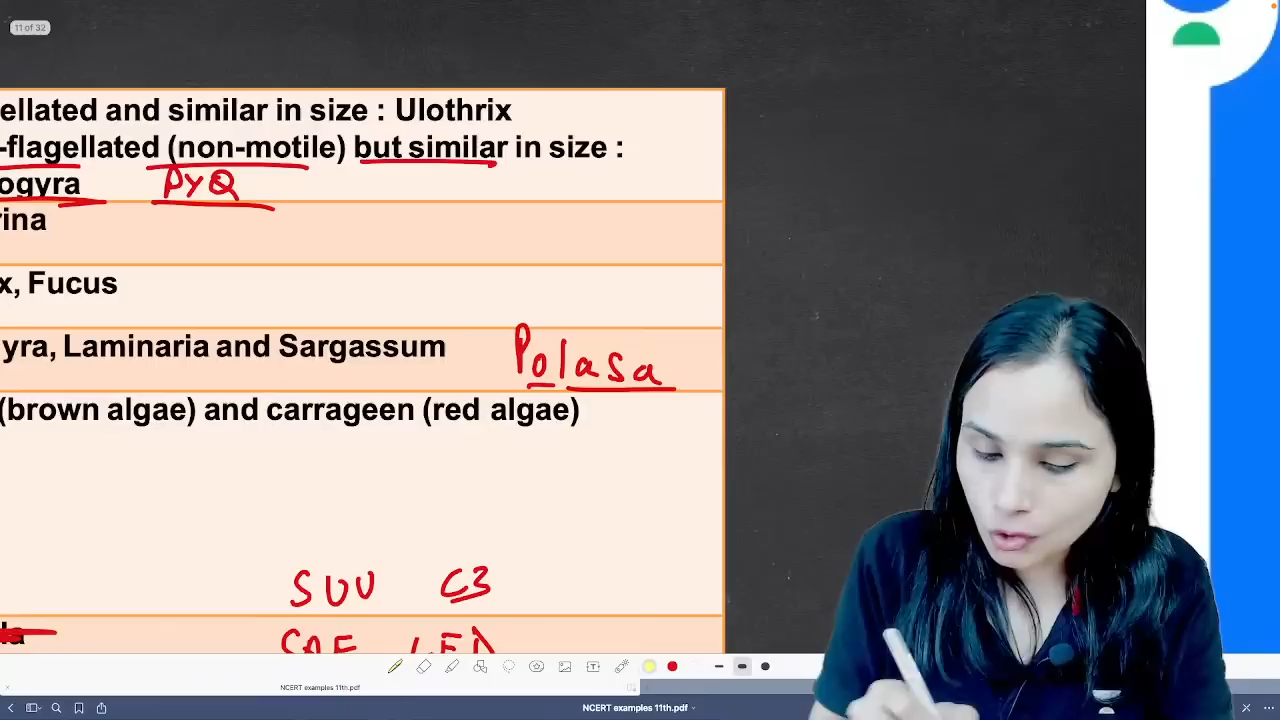 11 of 32
ellated and similar in size : Ulothrix
-flagellated (non-motile) but similar in size :
ogyra PYQ
rina
x, Fucus
yra, Laminaria and Sargassum Polasa
(brown algae) and carrageen (red algae)
SUU C3
la
NCERT examples 11th.pdf
NCERT examples 11th.pdf